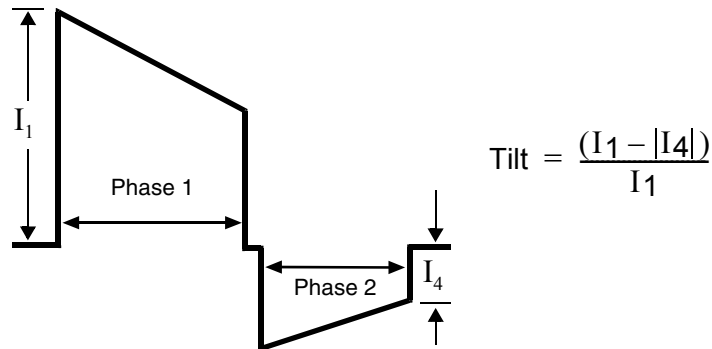 I1
Phase 1
Phase 2
I4
Tilt = (I1 – |I4|)
I1